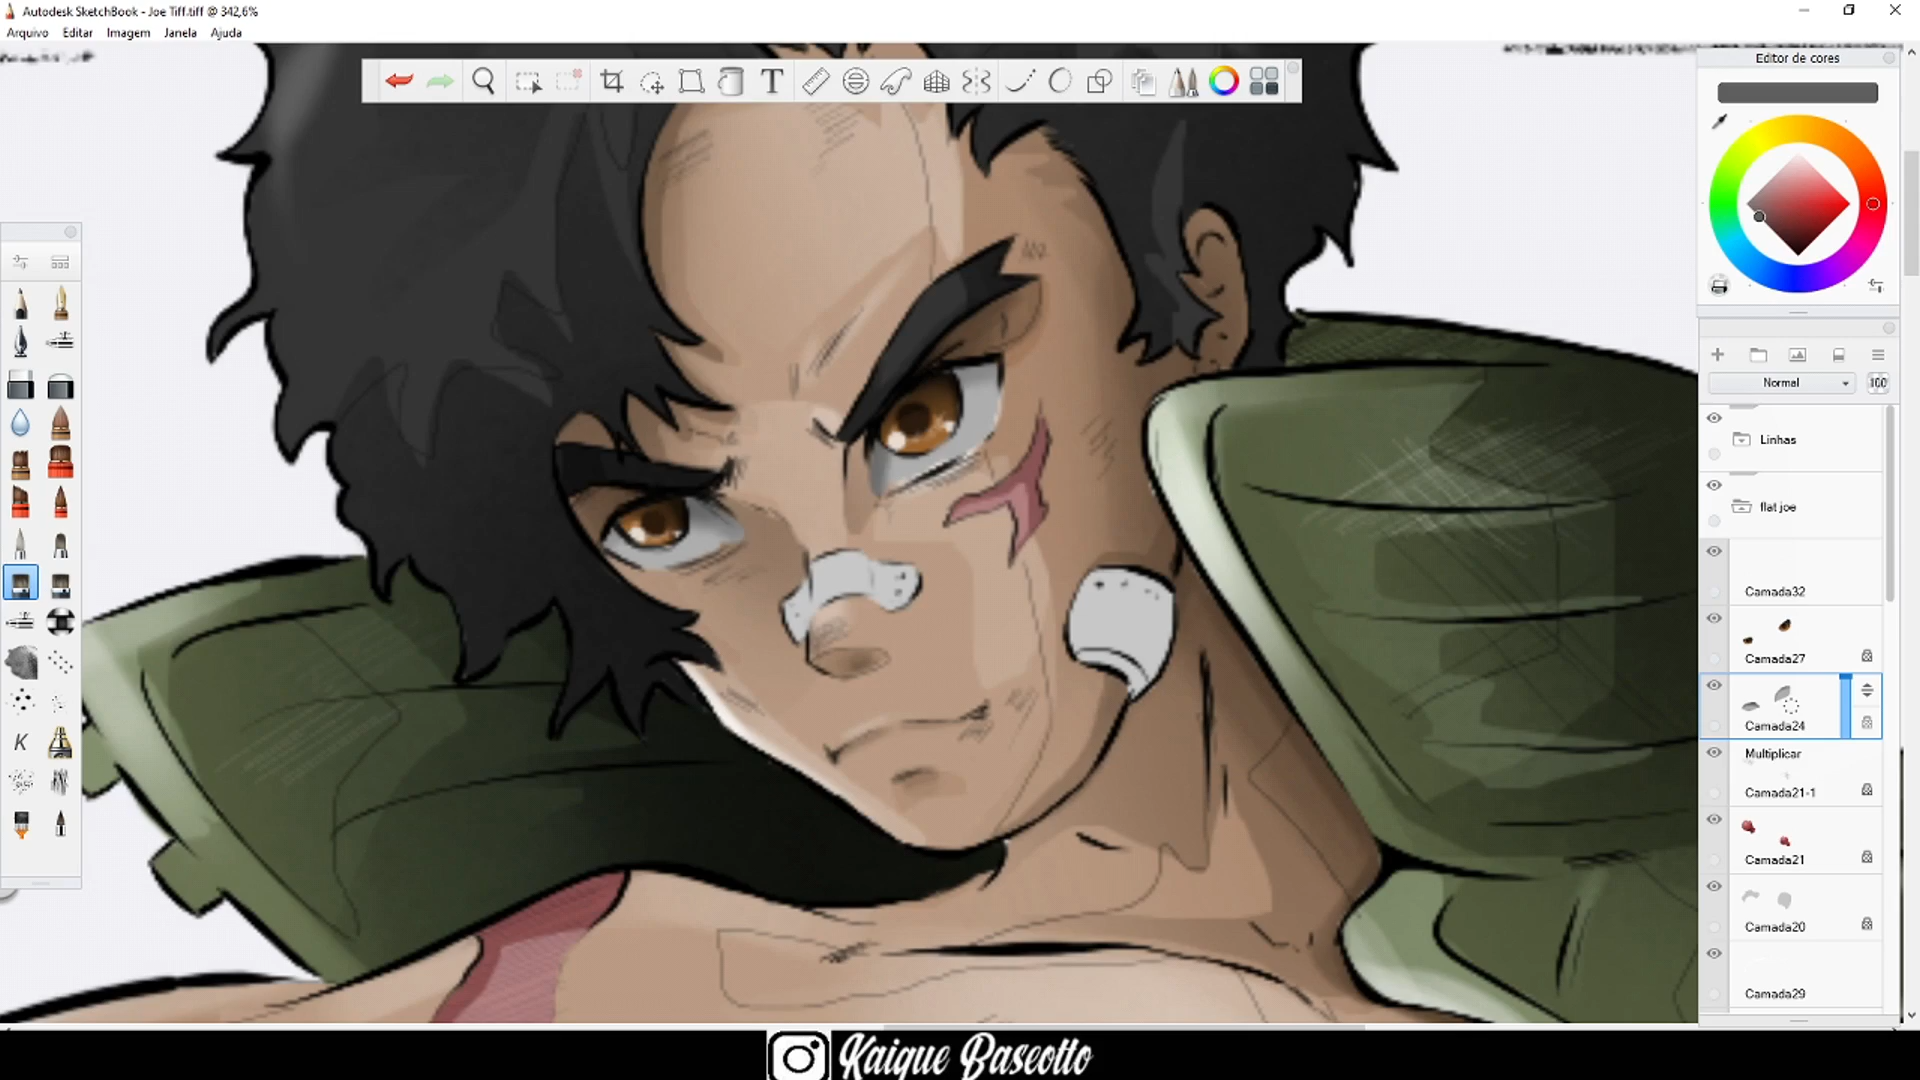 Autodesk SketchBook - Joe Tiff.tiff @ 342,6%
Arquivo Editar Imagem Janela Ajuda
Editor de cores
T
K
Normal 100
Linhas
flat joe
Camada32
Camada27
Camada24
Multiplicar
Camada21-1
Camada21
Camada20
Camada29
Kaique Baseotto